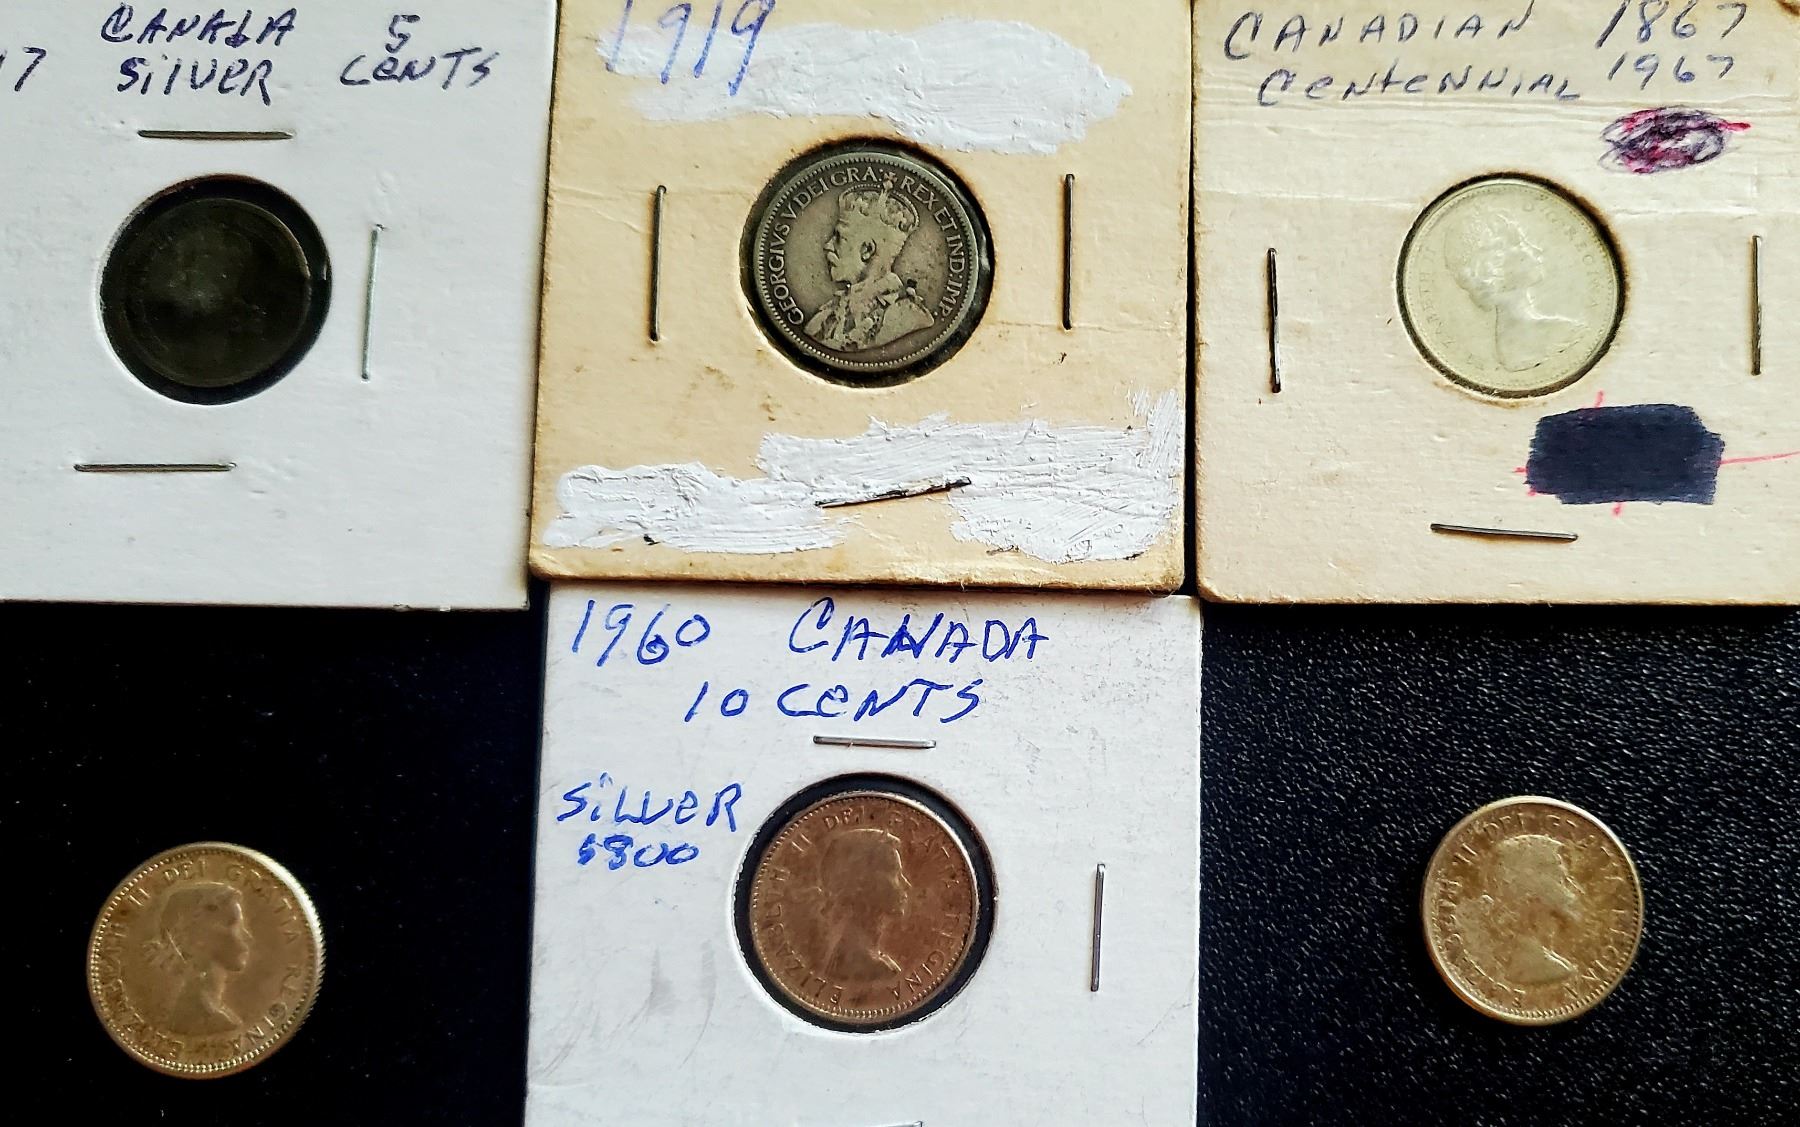 CANADA 5
17 SilVER CENTS
1919
GEORGIVS V DEI GRA: REX ET IND: IMP:
CANADIAN 1867
CENTENNIAL 1967
1960 CANADA
10 CENTS
SiLVER
ELIZABETH II DEI GRATIA REGINA
ELIZABETH II DEI GRATIA REGINA
ELIZABETH II DEI GRATIA REGINA